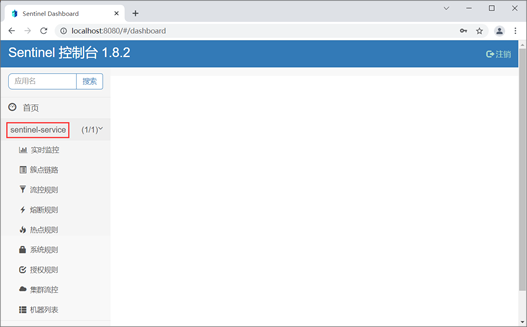 Sentinel Dashboard
localhost:8080/#/dashboard
Sentinel 控制台 1.8.2
注销
应用名
搜索
首页
sentinel-service (1/1)
实时监控
簇点链路
流控规则
熔断规则
热点规则
系统规则
授权规则
集群流控
机器列表